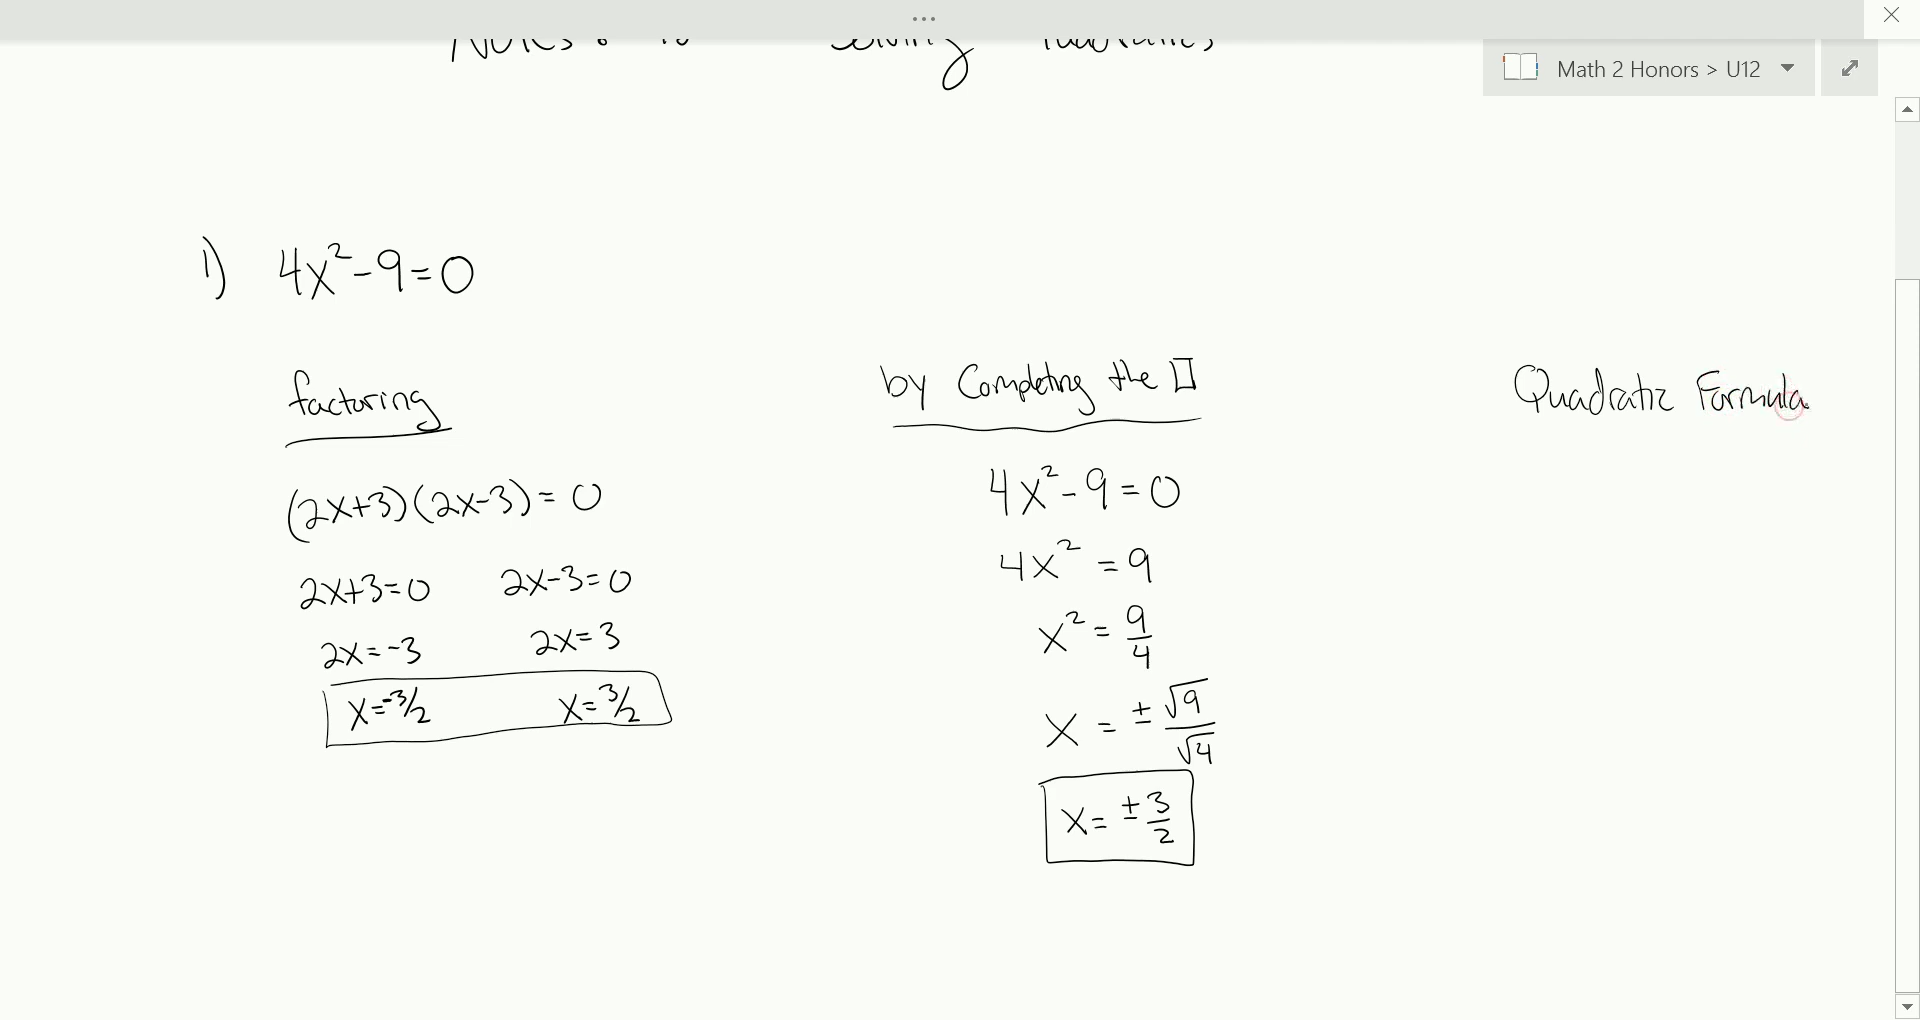 Solving
Math 2 Honors > U12
1) 4x²-9=0
factoring
(2x+3)(2x-3)=0
2x+3=0 2x-3=0
2x=-3 2x=3
x=-3/2 x=3/2
by Completing the □
4x²-9=0
4x²=9
x²=9/4
x=±√9/√4
x=±3/2
Quadratic Formula